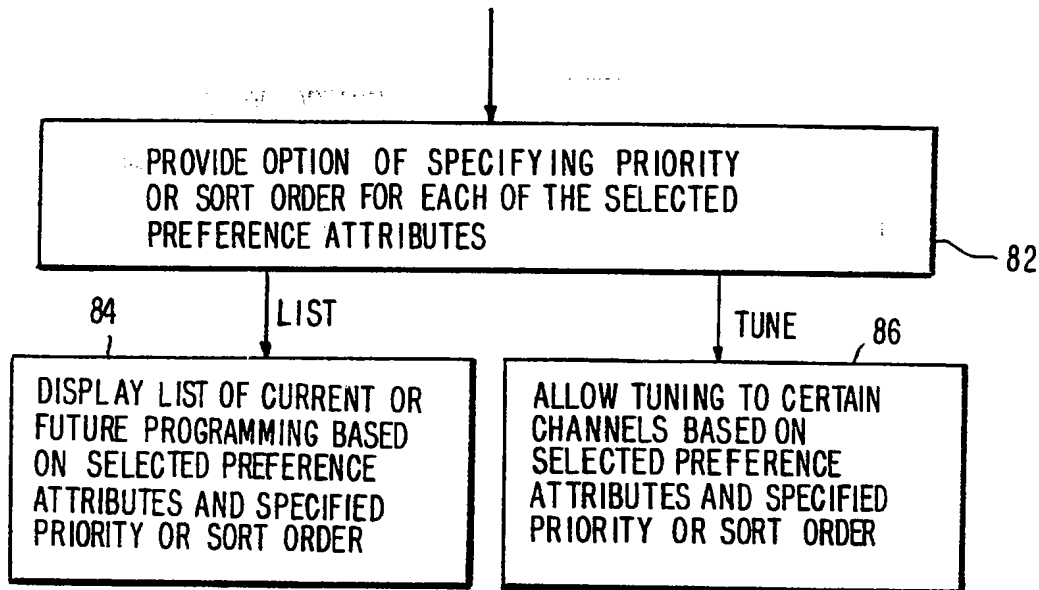 PROVIDE OPTION OF SPECIFYING PRIORITY
OR SORT ORDER FOR EACH OF THE SELECTED
PREFERENCE ATTRIBUTES
82
84
LIST
TUNE
86
DISPLAY LIST OF CURRENT OR
FUTURE PROGRAMMING BASED
ON SELECTED PREFERENCE
ATTRIBUTES AND SPECIFIED
PRIORITY OR SORT ORDER
ALLOW TUNING TO CERTAIN
CHANNELS BASED ON
SELECTED PREFERENCE
ATTRIBUTES AND SPECIFIED
PRIORITY OR SORT ORDER